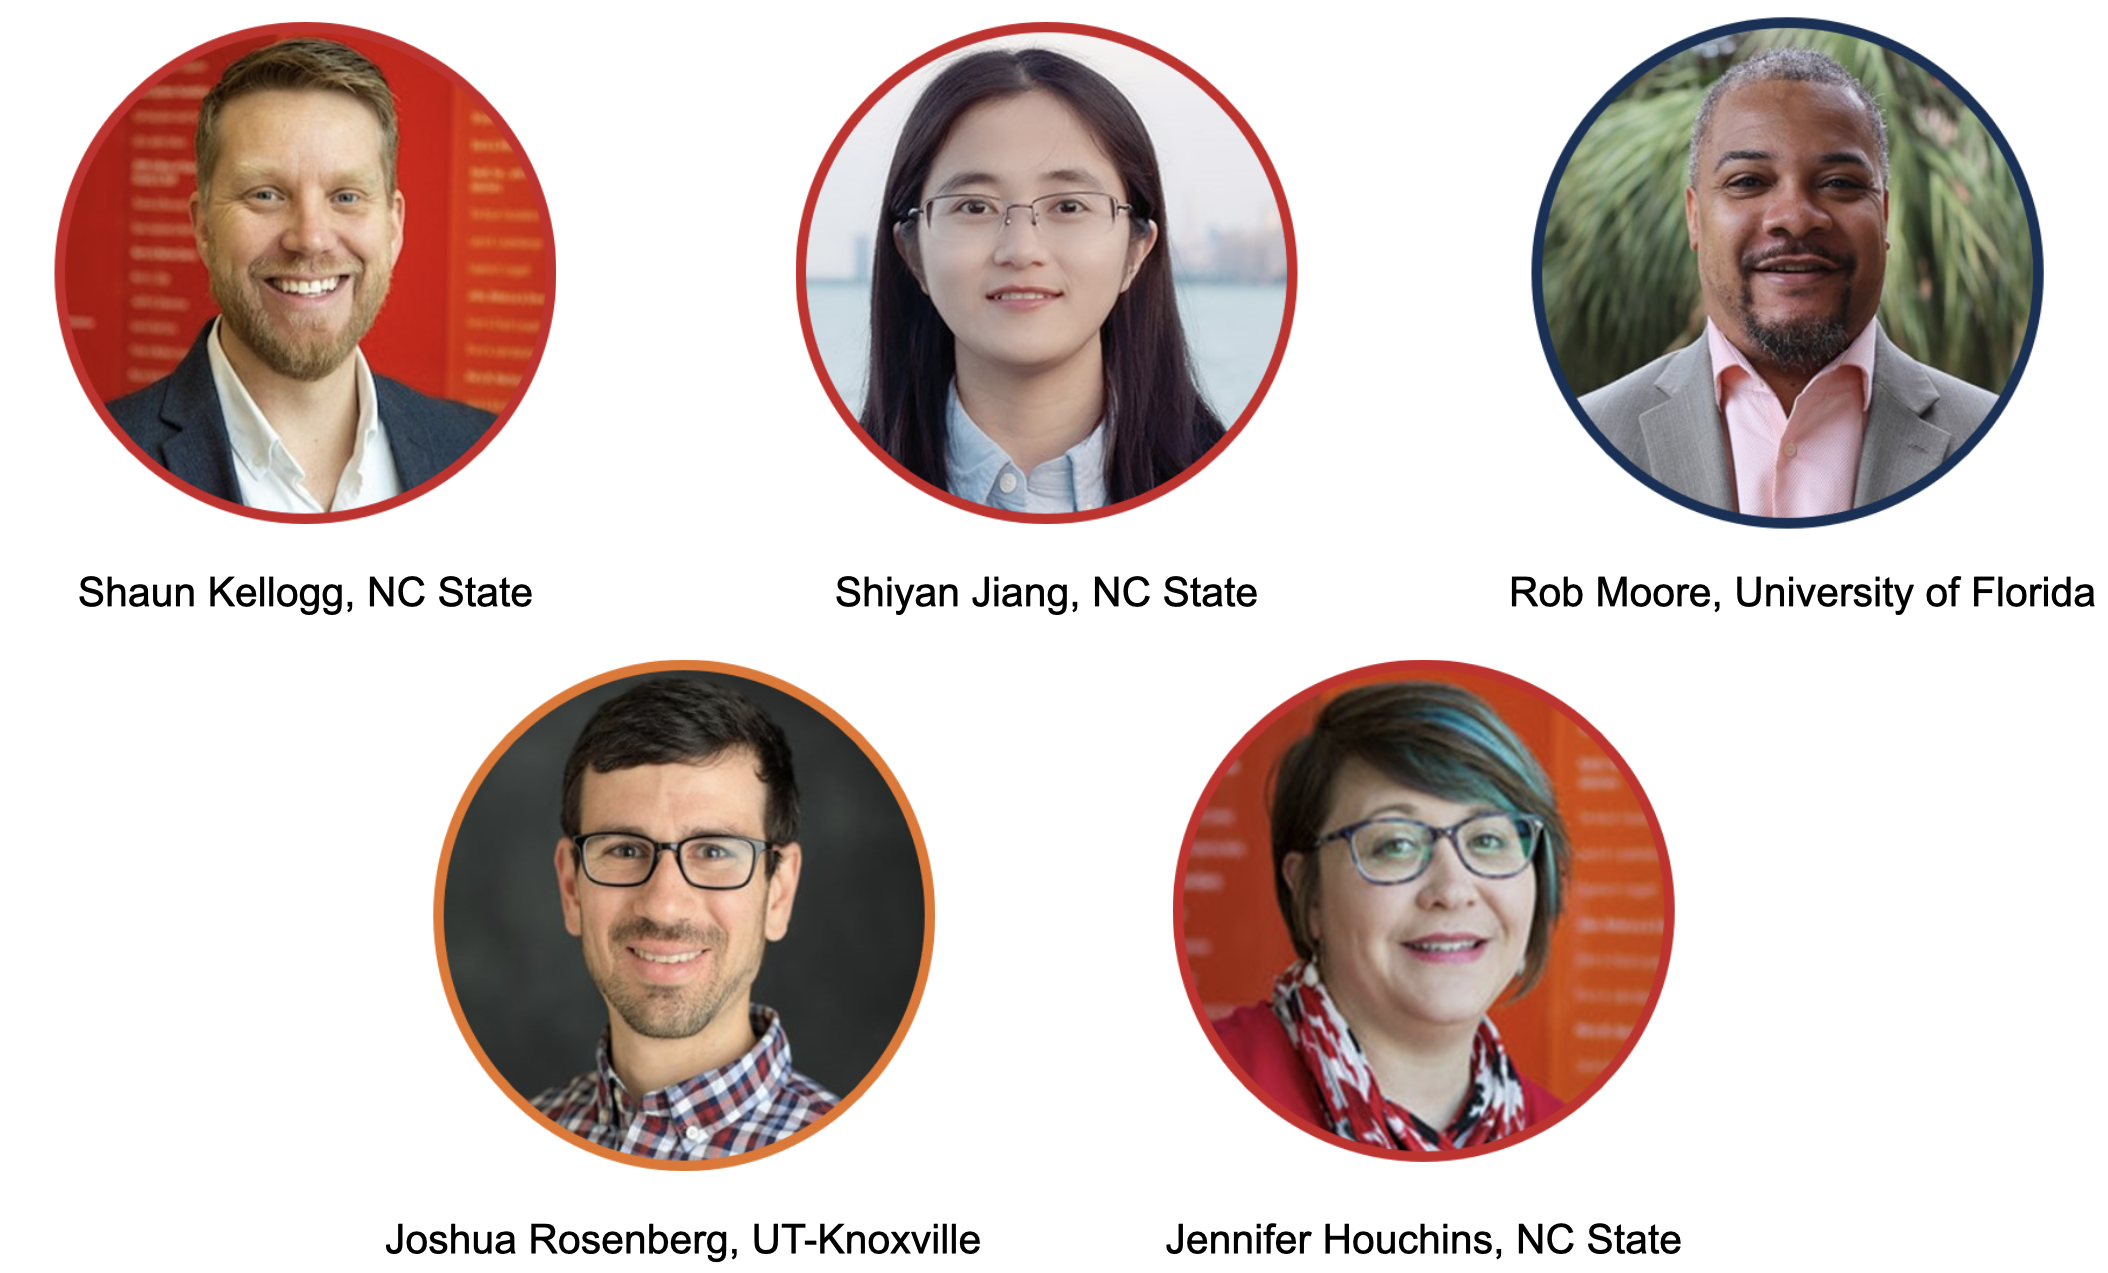 Shaun Kellogg, NC State
Shiyan Jiang, NC State
Rob Moore, University of Florida
Joshua Rosenberg, UT-Knoxville
Jennifer Houchins, NC State